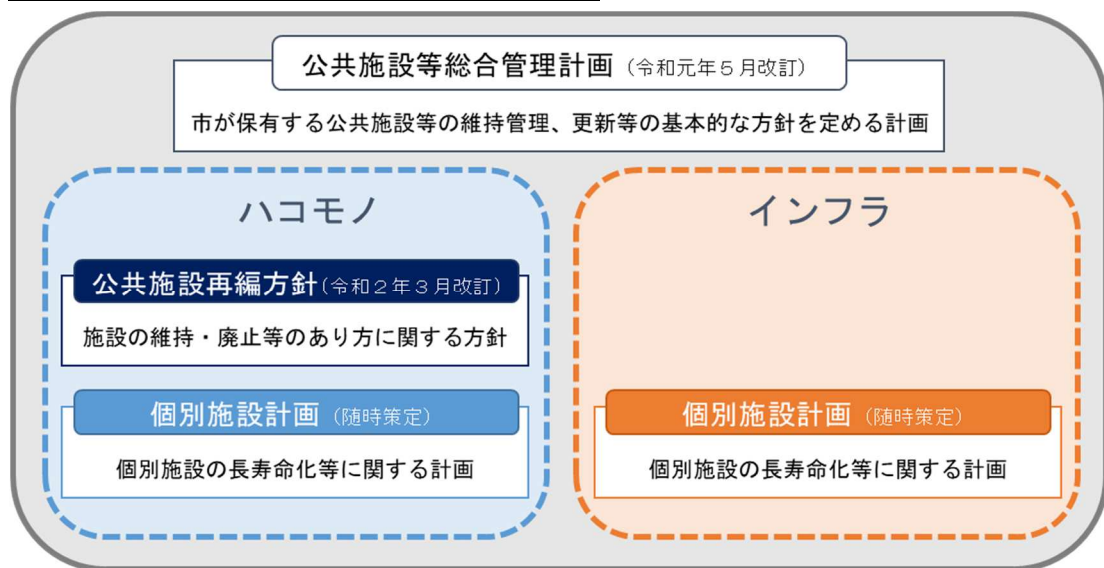 公共施設等総合管理計画（令和元年５月改訂）
市が保有する公共施設等の維持管理、更新等の基本的な方針を定める計画
ハコモノ
公共施設再編方針（令和２年３月改訂）
施設の維持・廃止等のあり方に関する方針
個別施設計画（随時策定）
個別施設の長寿命化等に関する計画
インフラ
個別施設計画（随時策定）
個別施設の長寿命化等に関する計画